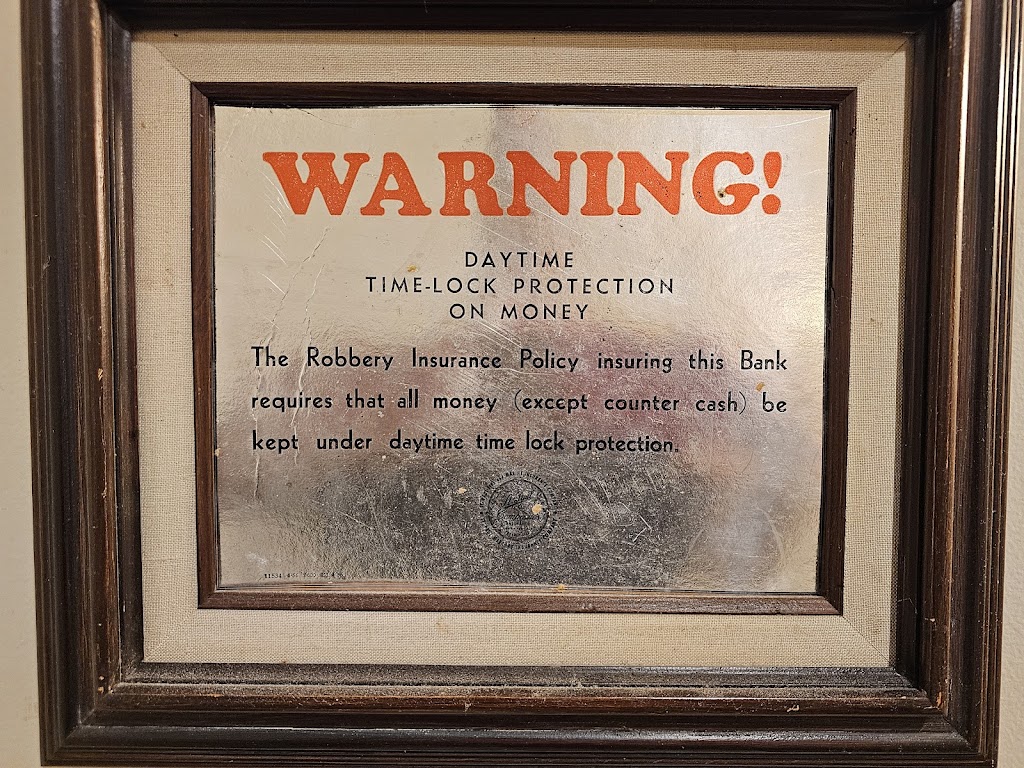 WARNING!
DAYTIME
TIME-LOCK PROTECTION
ON MONEY
The Robbery Insurance Policy insuring this Bank
requires that all money (except counter cash) be
kept under daytime time lock protection.